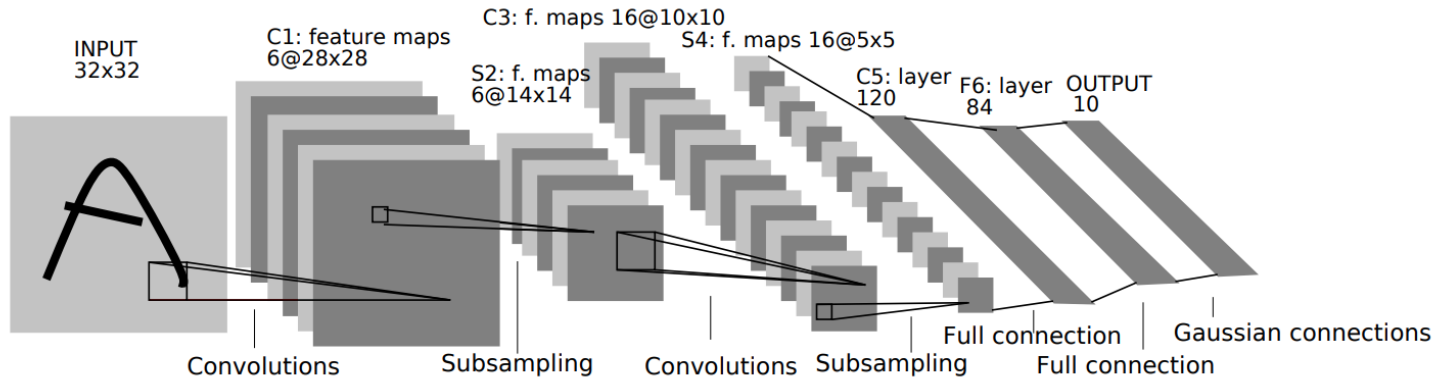 INPUT
32x32
C1: feature maps
6@28x28
S2: f. maps
6@14x14
C3: f. maps 16@10x10
S4: f. maps 16@5x5
C5: layer
120
F6: layer
84
OUTPUT
10
Convolutions
Subsampling
Convolutions
Subsampling
Full connection
Full connection
Gaussian connections